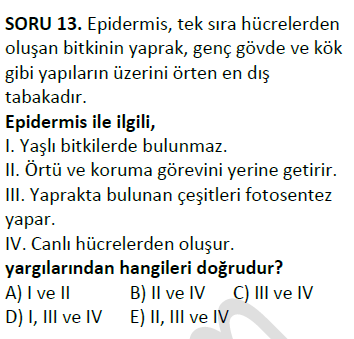 SORU 13. Epidermis, tek sıra hücrelerden
oluşan bitkinin yaprak, genç gövde ve kök
gibi yapıların üzerini örten en dış
tabakadır.
Epidermis ile ilgili,
I. Yaşlı bitkilerde bulunmaz.
II. Örtü ve koruma görevini yerine getirir.
III. Yaprakta bulunan çeşitleri fotosentez
yapar.
IV. Canlı hücrelerden oluşur.
yargılarından hangileri doğrudur?
A) I ve II B) II ve IV C) III ve IV
D) I, III ve IV E) II, III ve IV